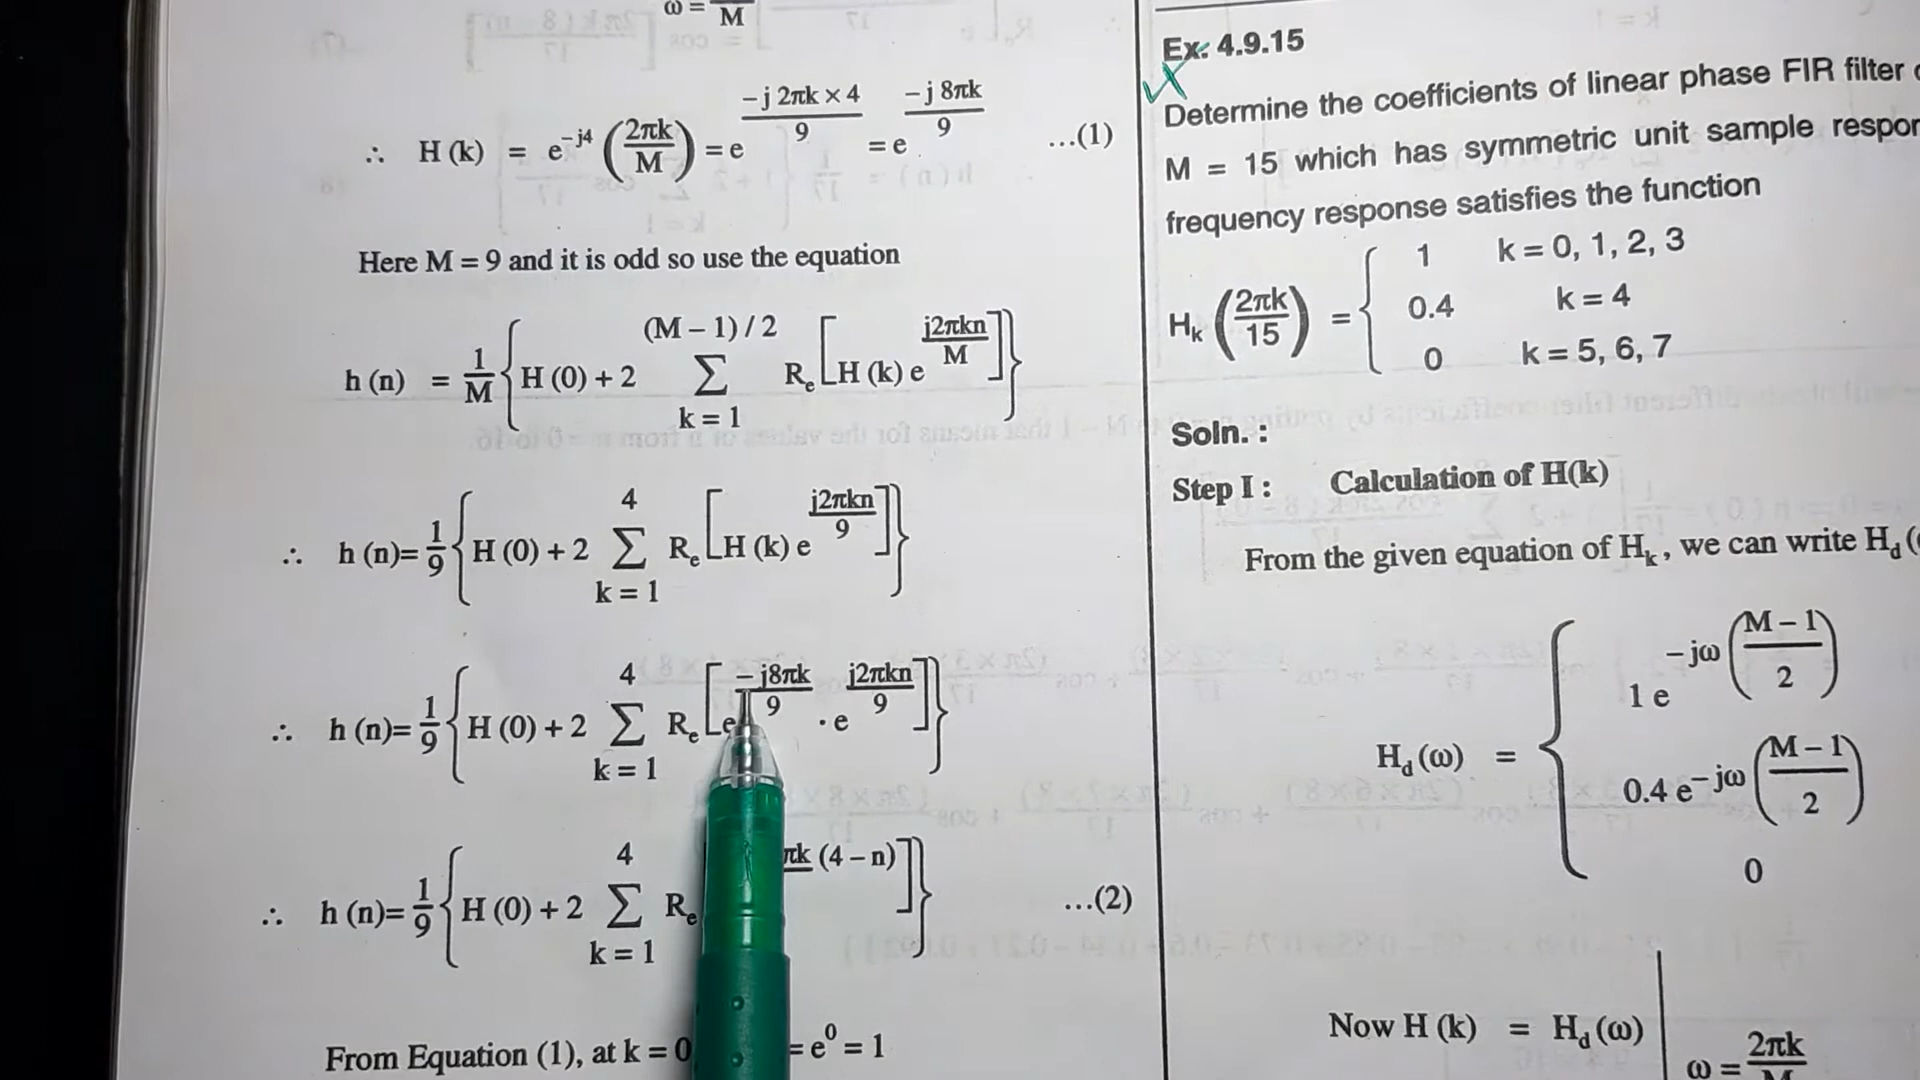 ω = M
∴ H (k) = e^{-j4 (2πk/M)} = e^{-j 2πk × 4 / 9} = e^{-j 8πk / 9} ...(1)
Here M = 9 and it is odd so use the equation
h (n) = 1/M { H (0) + 2 Σ_{k = 1}^{(M – 1) / 2} R_e [ H (k) e^{j2πkn / M} ] }
∴ h (n)= 1/9 { H (0) + 2 Σ_{k = 1}^{4} R_e [ H (k) e^{j2πkn / 9} ] }
∴ h (n)= 1/9 { H (0) + 2 Σ_{k = 1}^{4} R_e [ e^{– j8πk / 9} · e^{j2πkn / 9} ] }
∴ h (n)= 1/9 { H (0) + 2 Σ_{k = 1}^{4} R_e πk (4 – n) ] } ...(2)
From Equation (1), at k = 0 = e^0 = 1
Ex. 4.9.15
Determine the coefficients of linear phase FIR filter
M = 15 which has symmetric unit sample
frequency response satisfies the function
H_k (2πk/15) = { 1 k = 0, 1, 2, 3
0.4 k = 4
0 k = 5, 6, 7
Soln. :
Step I : Calculation of H(k)
From the given equation of H_k, we can write H_d (
H_d (ω) = { 1 e^{– jω ((M – 1)/2)}
0.4 e^{– jω ((M – 1)/2)}
0
Now H (k) = H_d (ω) | ω = 2πk/M